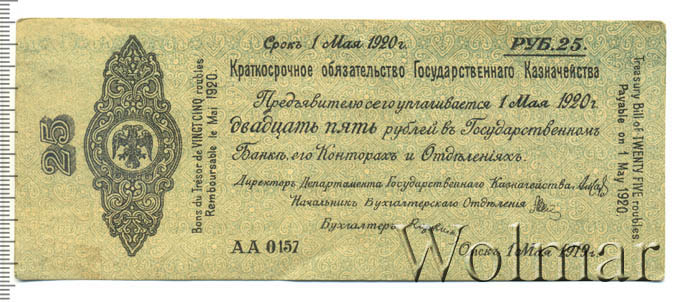 Срокъ 1 Мая 1920 г.
РУБ. 25.
Краткосрочное обязательство Государственнаго Казначейства
Предъявителю сего уплачивается 1 Мая 1920 г.
двадцать пять рублей въ Государственномъ
Банкѣ, его Конторахъ и Отдѣленіяхъ.
Директоръ Департамента Государственнаго Казначейства,
Начальникъ Бухгалтерскаго Отдѣленія
Бухгалтеръ
АА 0157
Омскъ 1 Мая 1919 г.
25
Bons du Tresor de VINGT CINQ roubles
Remboursable le Mai 1920.
Treasury Bill of TWENTY FIVE roubles
Payable on 1 May 1920
Wolmar